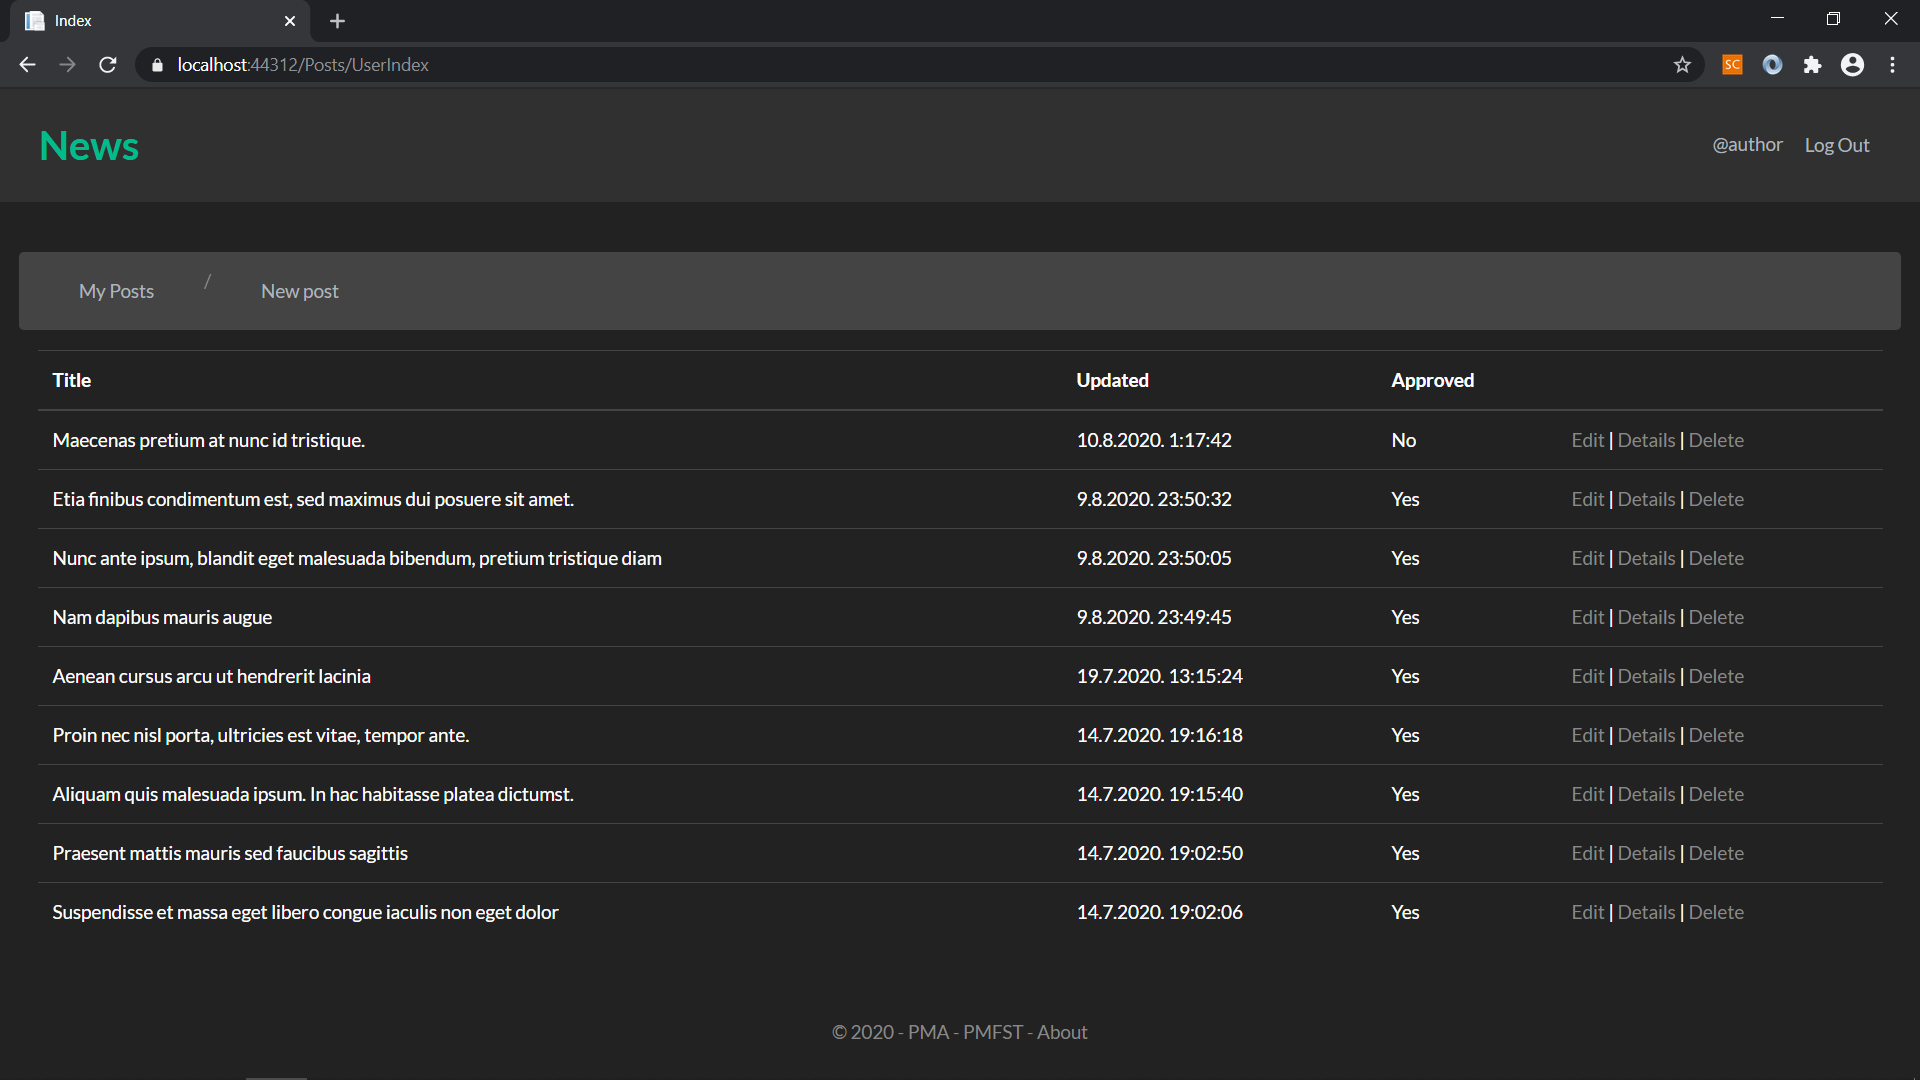 Index
localhost:44312/Posts/UserIndex
SC
News
@author Log Out
My Posts / New post
Title Updated Approved
Maecenas pretium at nunc id tristique. 10.8.2020. 1:17:42 No Edit | Details | Delete
Etia finibus condimentum est, sed maximus dui posuere sit amet. 9.8.2020. 23:50:32 Yes Edit | Details | Delete
Nunc ante ipsum, blandit eget malesuada bibendum, pretium tristique diam 9.8.2020. 23:50:05 Yes Edit | Details | Delete
Nam dapibus mauris augue 9.8.2020. 23:49:45 Yes Edit | Details | Delete
Aenean cursus arcu ut hendrerit lacinia 19.7.2020. 13:15:24 Yes Edit | Details | Delete
Proin nec nisl porta, ultricies est vitae, tempor ante. 14.7.2020. 19:16:18 Yes Edit | Details | Delete
Aliquam quis malesuada ipsum. In hac habitasse platea dictumst. 14.7.2020. 19:15:40 Yes Edit | Details | Delete
Praesent mattis mauris sed faucibus sagittis 14.7.2020. 19:02:50 Yes Edit | Details | Delete
Suspendisse et massa eget libero congue iaculis non eget dolor 14.7.2020. 19:02:06 Yes Edit | Details | Delete
© 2020 - PMA - PMFST - About